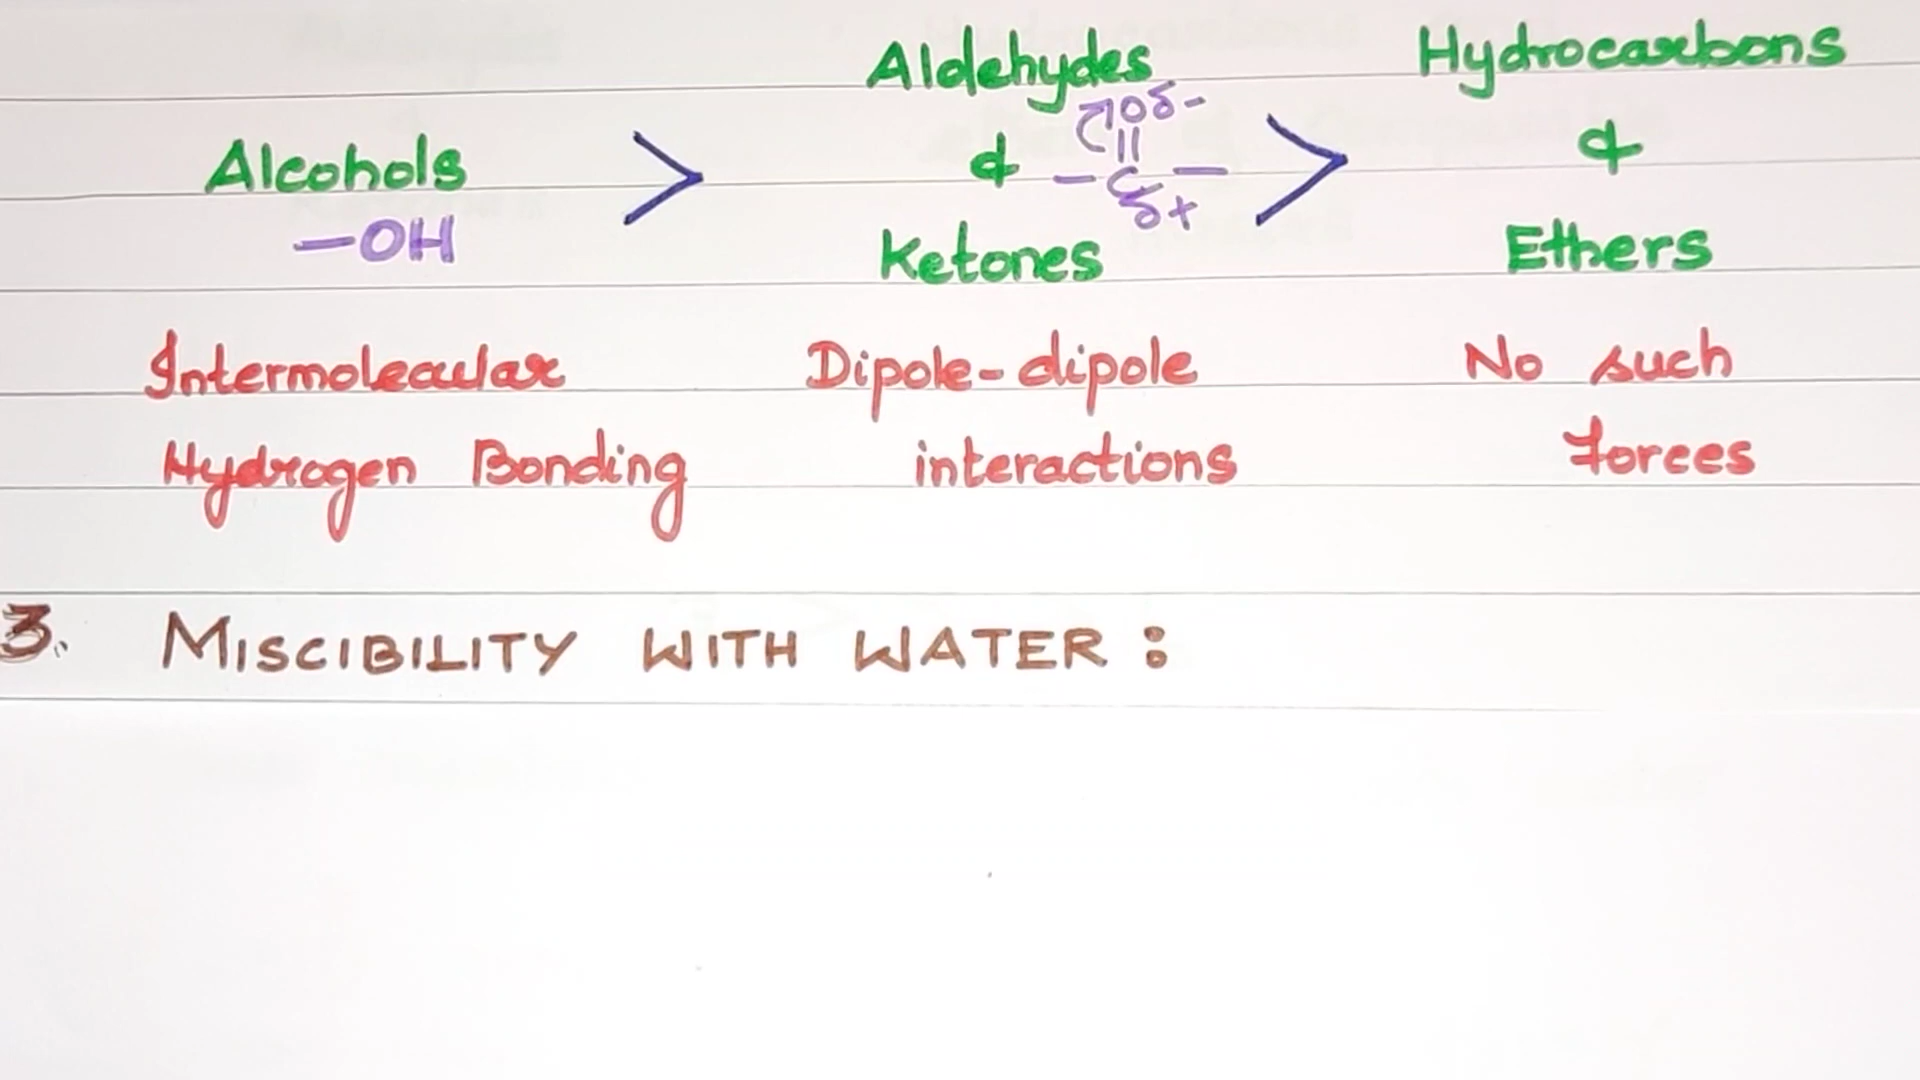 Aldehydes Hydrocarbons
Oδ-
||
Alcohols > & -C- > &
δ+
-OH Ketones Ethers
Intermolecular Dipole-dipole No such
Hydrogen Bonding interactions forces
3. MISCIBILITY WITH WATER :